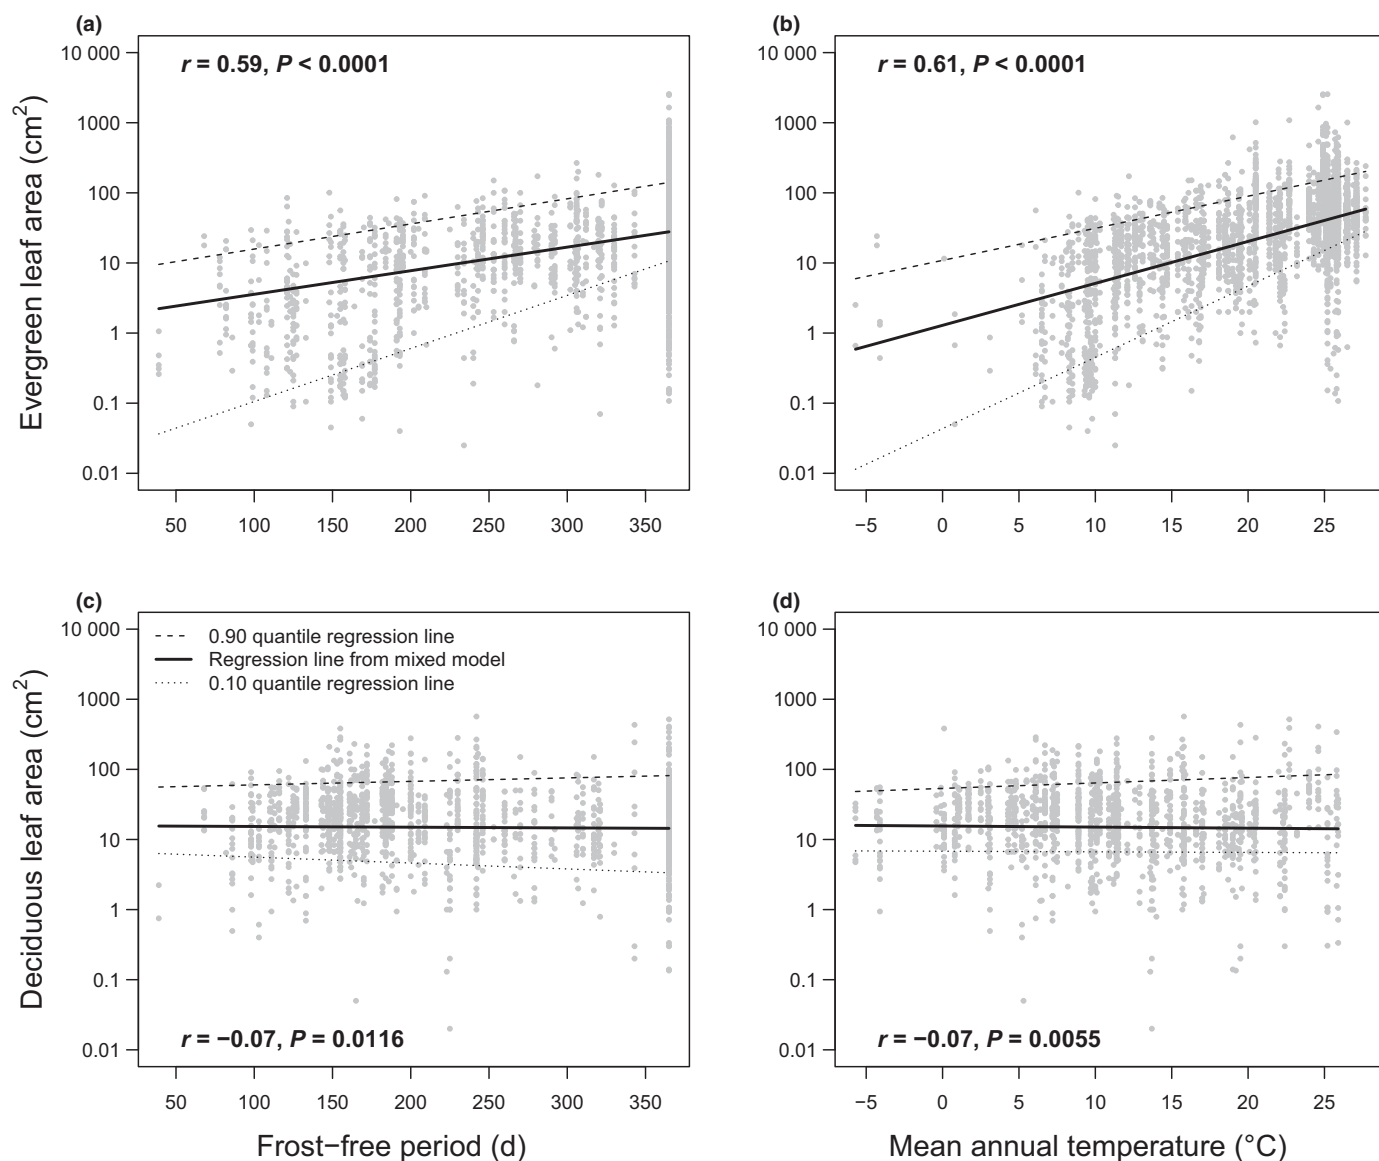 (a)
r = 0.59, P < 0.0001
Evergreen leaf area (cm²)
10 000
1000
100
10
1
0.1
0.01
50 100 150 200 250 300 350
(b)
r = 0.61, P < 0.0001
10 000
1000
100
10
1
0.1
0.01
−5 0 5 10 15 20 25
(c)
0.90 quantile regression line
Regression line from mixed model
0.10 quantile regression line
Deciduous leaf area (cm²)
10 000
1000
100
10
1
0.1
0.01
r = −0.07, P = 0.0116
50 100 150 200 250 300 350
Frost−free period (d)
(d)
10 000
1000
100
10
1
0.1
0.01
r = −0.07, P = 0.0055
−5 0 5 10 15 20 25
Mean annual temperature (°C)